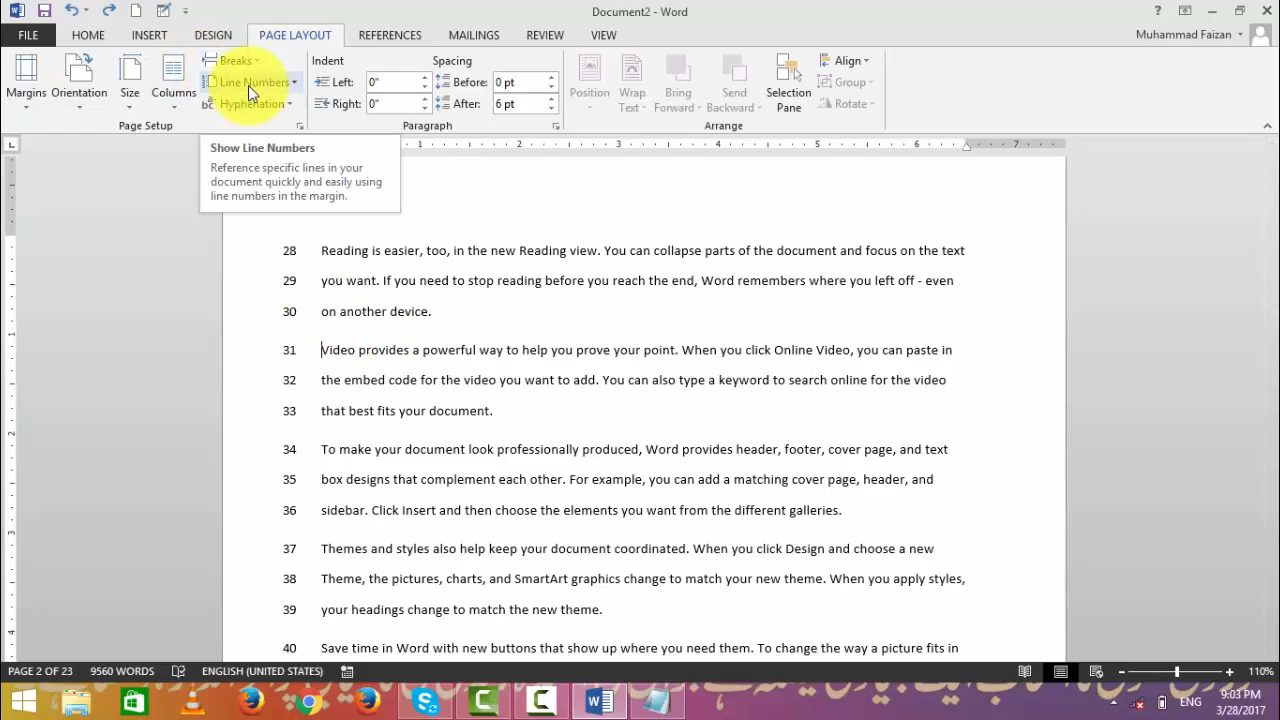 Document2 - Word
?
FILE HOME INSERT DESIGN PAGE LAYOUT REFERENCES MAILINGS REVIEW VIEW Muhammad Faizan
Margins Orientation Size Columns Breaks
Line Numbers
Hyphenation
Page Setup
Indent Spacing
Left: 0" Before: 0 pt
Right: 0" After: 6 pt
Paragraph
Position Wrap Text Bring Forward Send Backward Selection Pane Align
Group
Rotate
Arrange
Show Line Numbers
Reference specific lines in your
document quickly and easily using
line numbers in the margin.
1 2 3 4 5 6 7
28 Reading is easier, too, in the new Reading view. You can collapse parts of the document and focus on the text
29 you want. If you need to stop reading before you reach the end, Word remembers where you left off - even
30 on another device.
31 Video provides a powerful way to help you prove your point. When you click Online Video, you can paste in
32 the embed code for the video you want to add. You can also type a keyword to search online for the video
33 that best fits your document.
34 To make your document look professionally produced, Word provides header, footer, cover page, and text
35 box designs that complement each other. For example, you can add a matching cover page, header, and
36 sidebar. Click Insert and then choose the elements you want from the different galleries.
37 Themes and styles also help keep your document coordinated. When you click Design and choose a new
38 Theme, the pictures, charts, and SmartArt graphics change to match your new theme. When you apply styles,
39 your headings change to match the new theme.
40 Save time in Word with new buttons that show up where you need them. To change the way a picture fits in
PAGE 2 OF 23 9560 WORDS ENGLISH (UNITED STATES) 110%
ENG 9:03 PM
3/28/2017